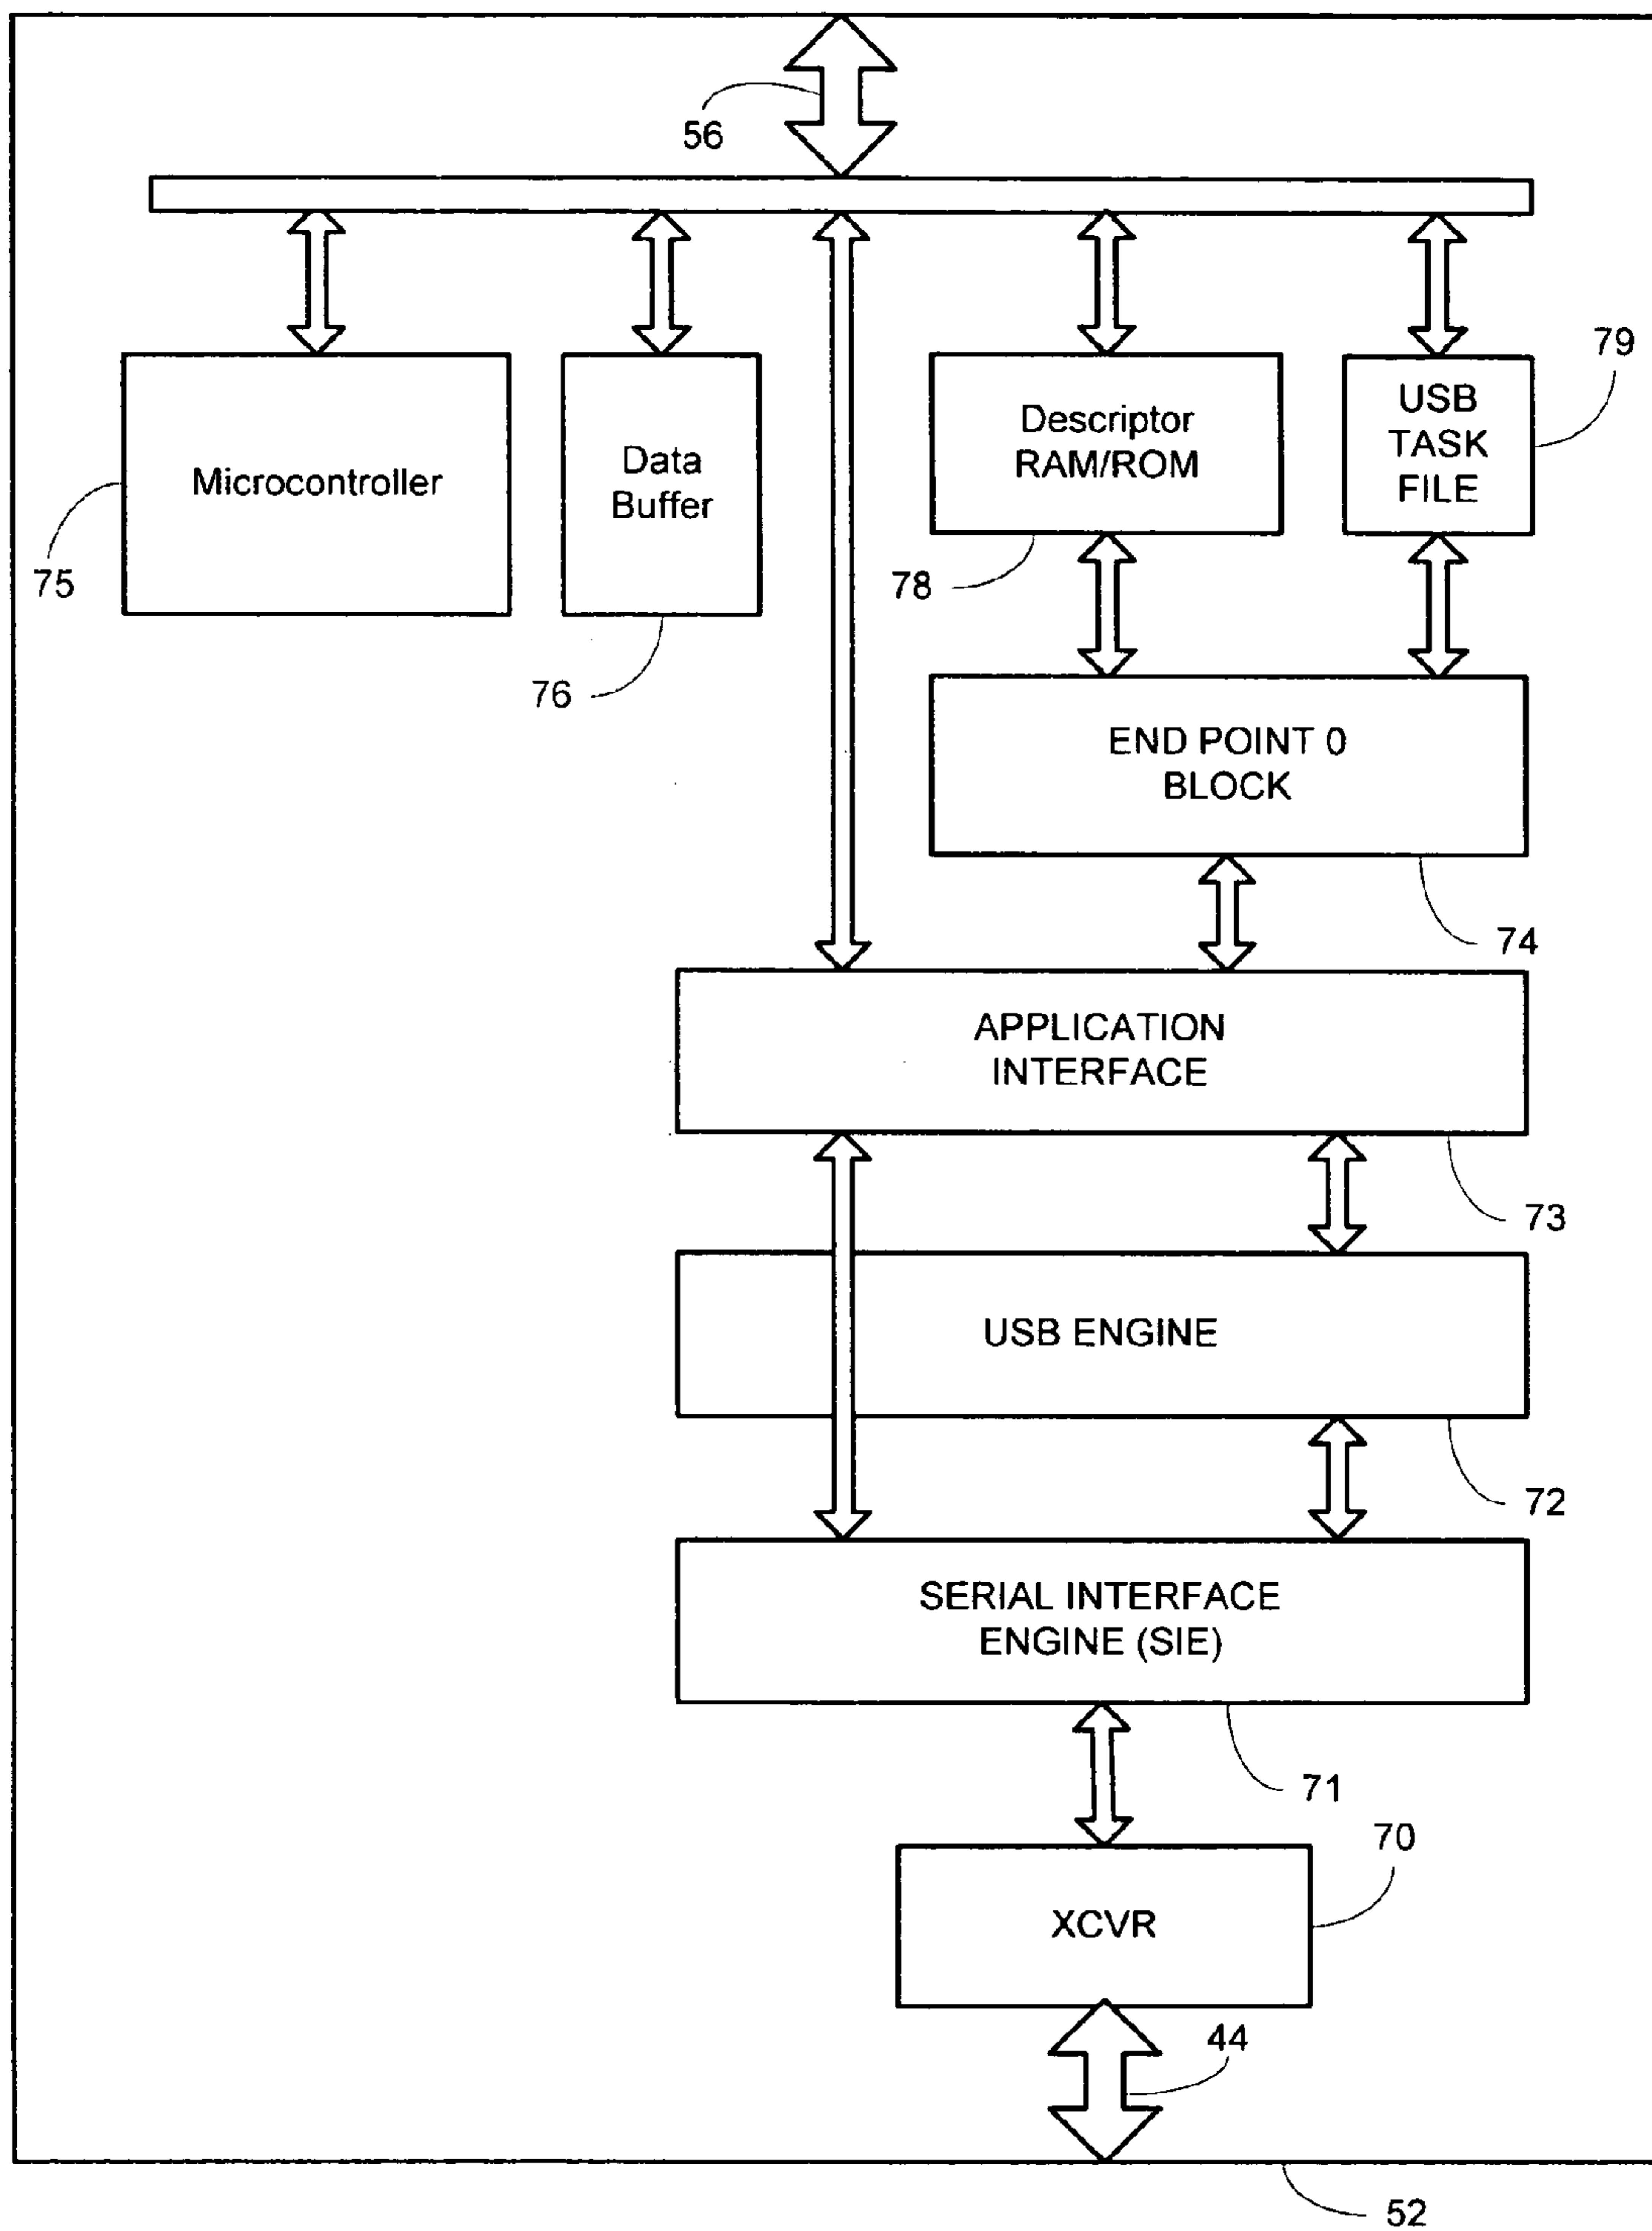 56
79
Microcontroller
Data
Buffer
Descriptor
RAM/ROM
USB
TASK
FILE
75
78
76
END POINT 0
BLOCK
74
APPLICATION
INTERFACE
73
USB ENGINE
72
SERIAL INTERFACE
ENGINE (SIE)
71
70
XCVR
44
52